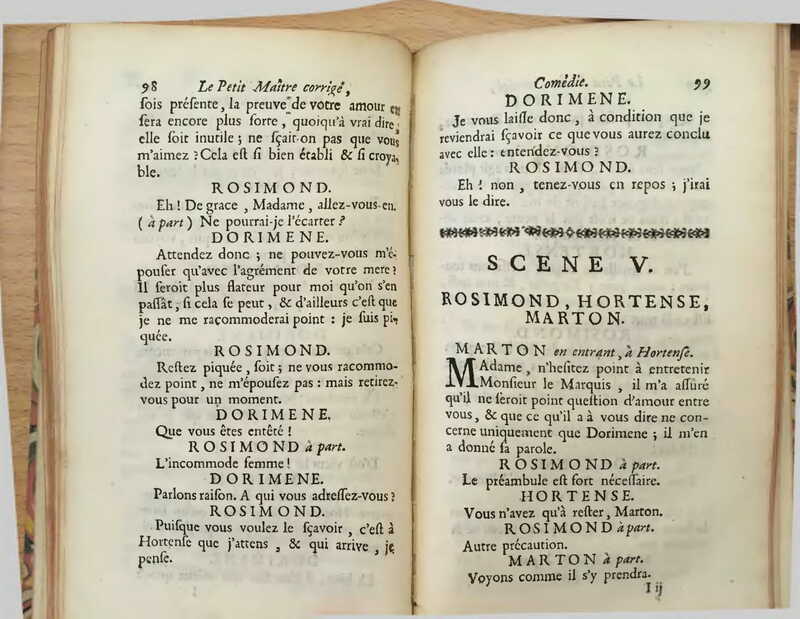 98 Le Petit Maître corrigé,
sois présente, la preuve de votre amour en
sera encore plus forte, quoiqu'à vrai dire,
elle soit inutile ; ne sçait-on pas que vous
m'aimez ? Cela est si bien établi & si croya-
ble.
ROSIMOND.
Eh ! De grace, Madame, allez-vous-en.
( à part ) Ne pourrai-je l'écarter ?
DORIMENE.
Attendez donc ; ne pouvez-vous m'é-
pouser qu'avec l'agrément de votre mere ?
Il seroit plus flateur pour moi qu'on s'en
passât, si cela se peut, & d'ailleurs c'est que
je ne me raçommoderai point : je suis pi-
quée.
ROSIMOND.
Restez piquée, soit ; ne vous racommo-
dez point, ne m'épousez pas : mais retirez-
vous pour un moment.
DORIMENE.
Que vous êtes entêté !
ROSIMOND à part.
L'incommode femme !
DORIMENE.
Parlons raison. A qui vous adressez-vous ?
ROSIMOND.
Puisque vous voulez le sçavoir, c'est à
Hortense que j'attens, & qui arrive, je
pense.
Comédie. 99
DORIMENE.
Je vous laisse donc, à condition que je
reviendrai sçavoir ce que vous aurez conclu
avec elle : entendez-vous ?
ROSIMOND.
Eh ! non, tenez-vous en repos ; j'irai
vous le dire.
SCENE V.
ROSIMOND, HORTENSE,
MARTON.
MARTON en entrant, à Hortense.
MAdame, n'hesitez point à entretenir
Monsieur le Marquis, il m'a assûré
qu'il ne seroit point question d'amour entre
vous, & que ce qu'il a à vous dire ne con-
cerne uniquement que Dorimene ; il m'en
a donné sa parole.
ROSIMOND à part.
Le préambule est fort nécessaire.
HORTENSE.
Vous n'avez qu'à rester, Marton.
ROSIMOND à part.
Autre précaution.
MARTON à part.
Voyons comme il s'y prendra.
I ij